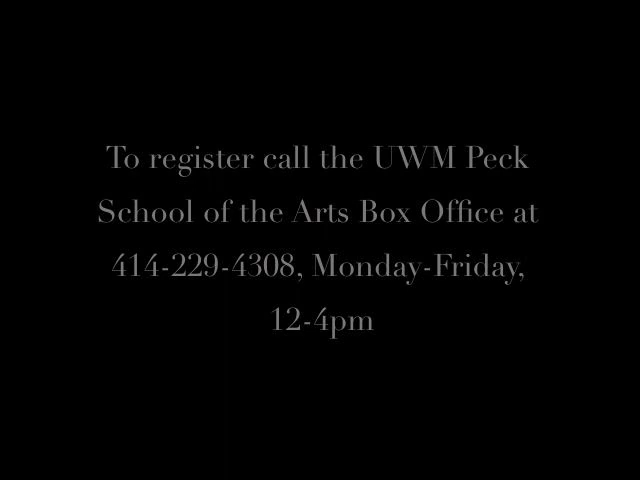 To register call the UWM Peck
School of the Arts Box Office at
414-229-4308, Monday-Friday,
12-4pm